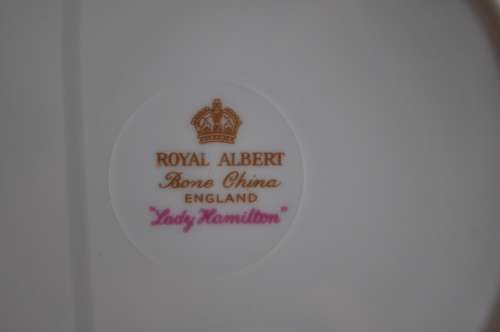 ROYAL ALBERT
Bone China
ENGLAND
"Lady Hamilton"